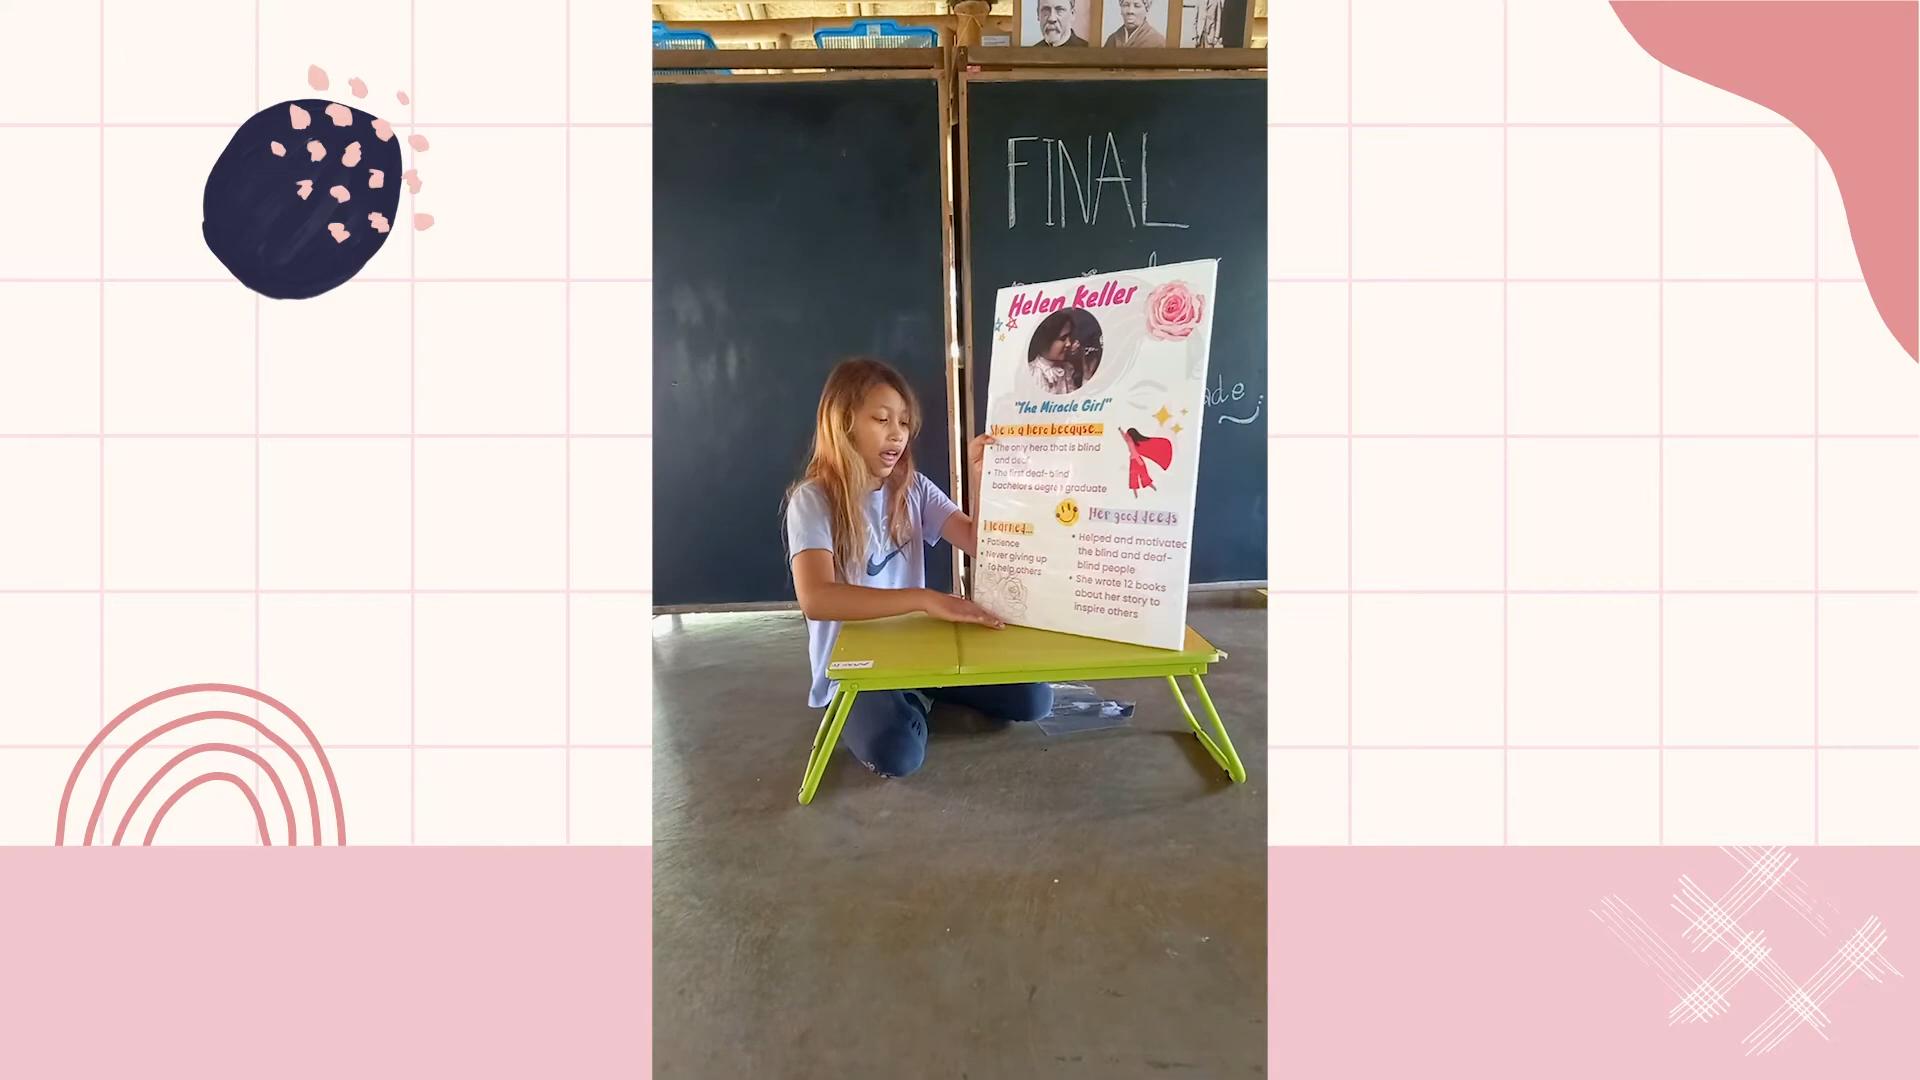 FINAL
Helen Keller
"The Miracle Girl"
She is a hero because...
• The only hero that is blind
and deaf
• The first deaf-blind
bachelor's degree graduate
I learned...
• Patience
• Never giving up
• To help others
Her good deeds
• Helped and motivated
the blind and deaf-
blind people
• She wrote 12 books
about her story to
inspire others